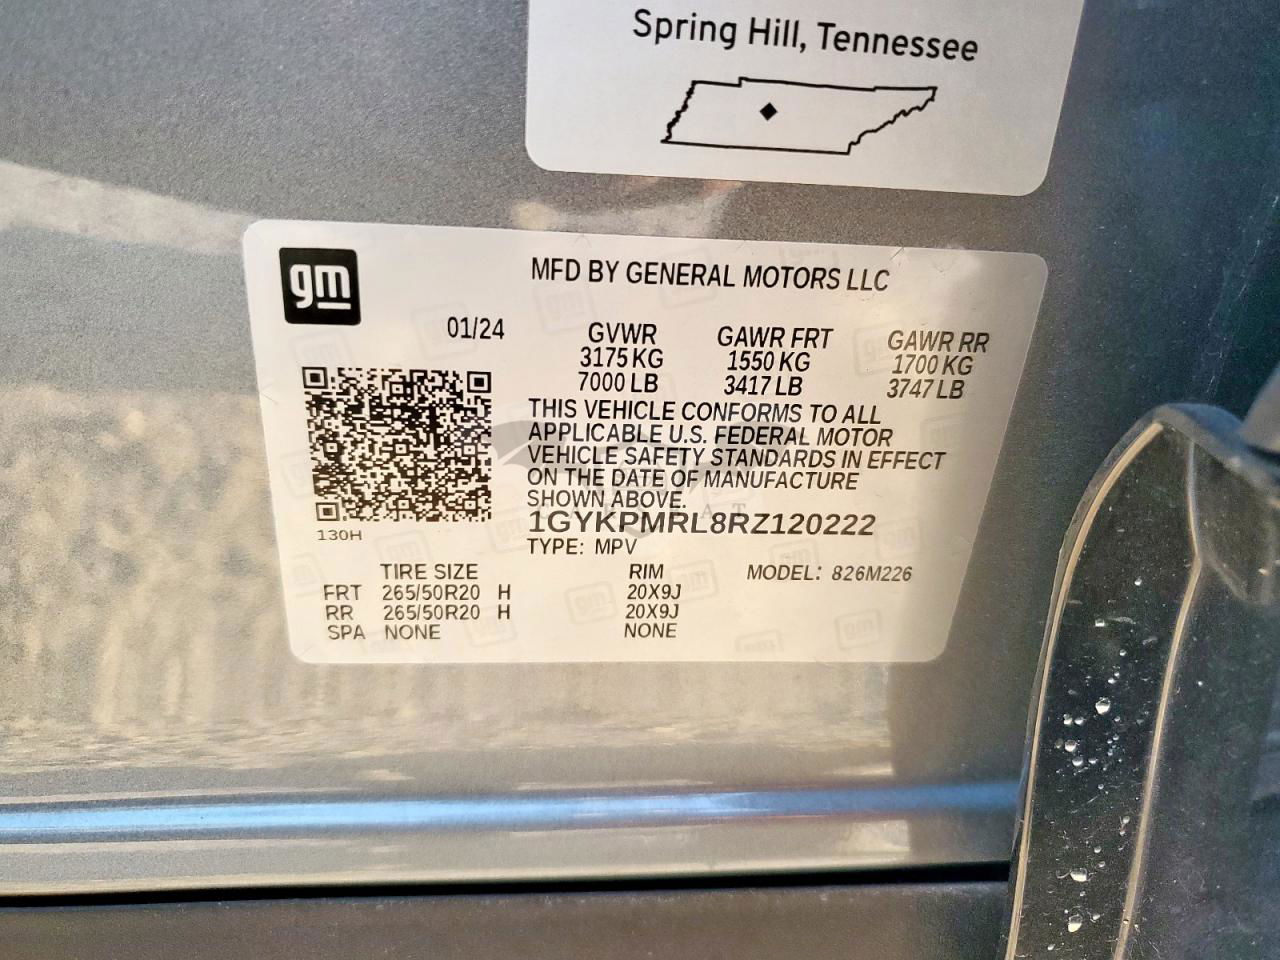 Spring Hill, Tennessee
gm
MFD BY GENERAL MOTORS LLC
01/24
GVWR GAWR FRT GAWR RR
3175 KG 1550 KG 1700 KG
7000 LB 3417 LB 3747 LB
THIS VEHICLE CONFORMS TO ALL
APPLICABLE U.S. FEDERAL MOTOR
VEHICLE SAFETY STANDARDS IN EFFECT
ON THE DATE OF MANUFACTURE
SHOWN ABOVE.
1GYKPMRL8RZ120222
130H
TYPE: MPV
TIRE SIZE RIM MODEL: 826M226
FRT 265/50R20 H 20X9J
RR 265/50R20 H 20X9J
SPA NONE NONE